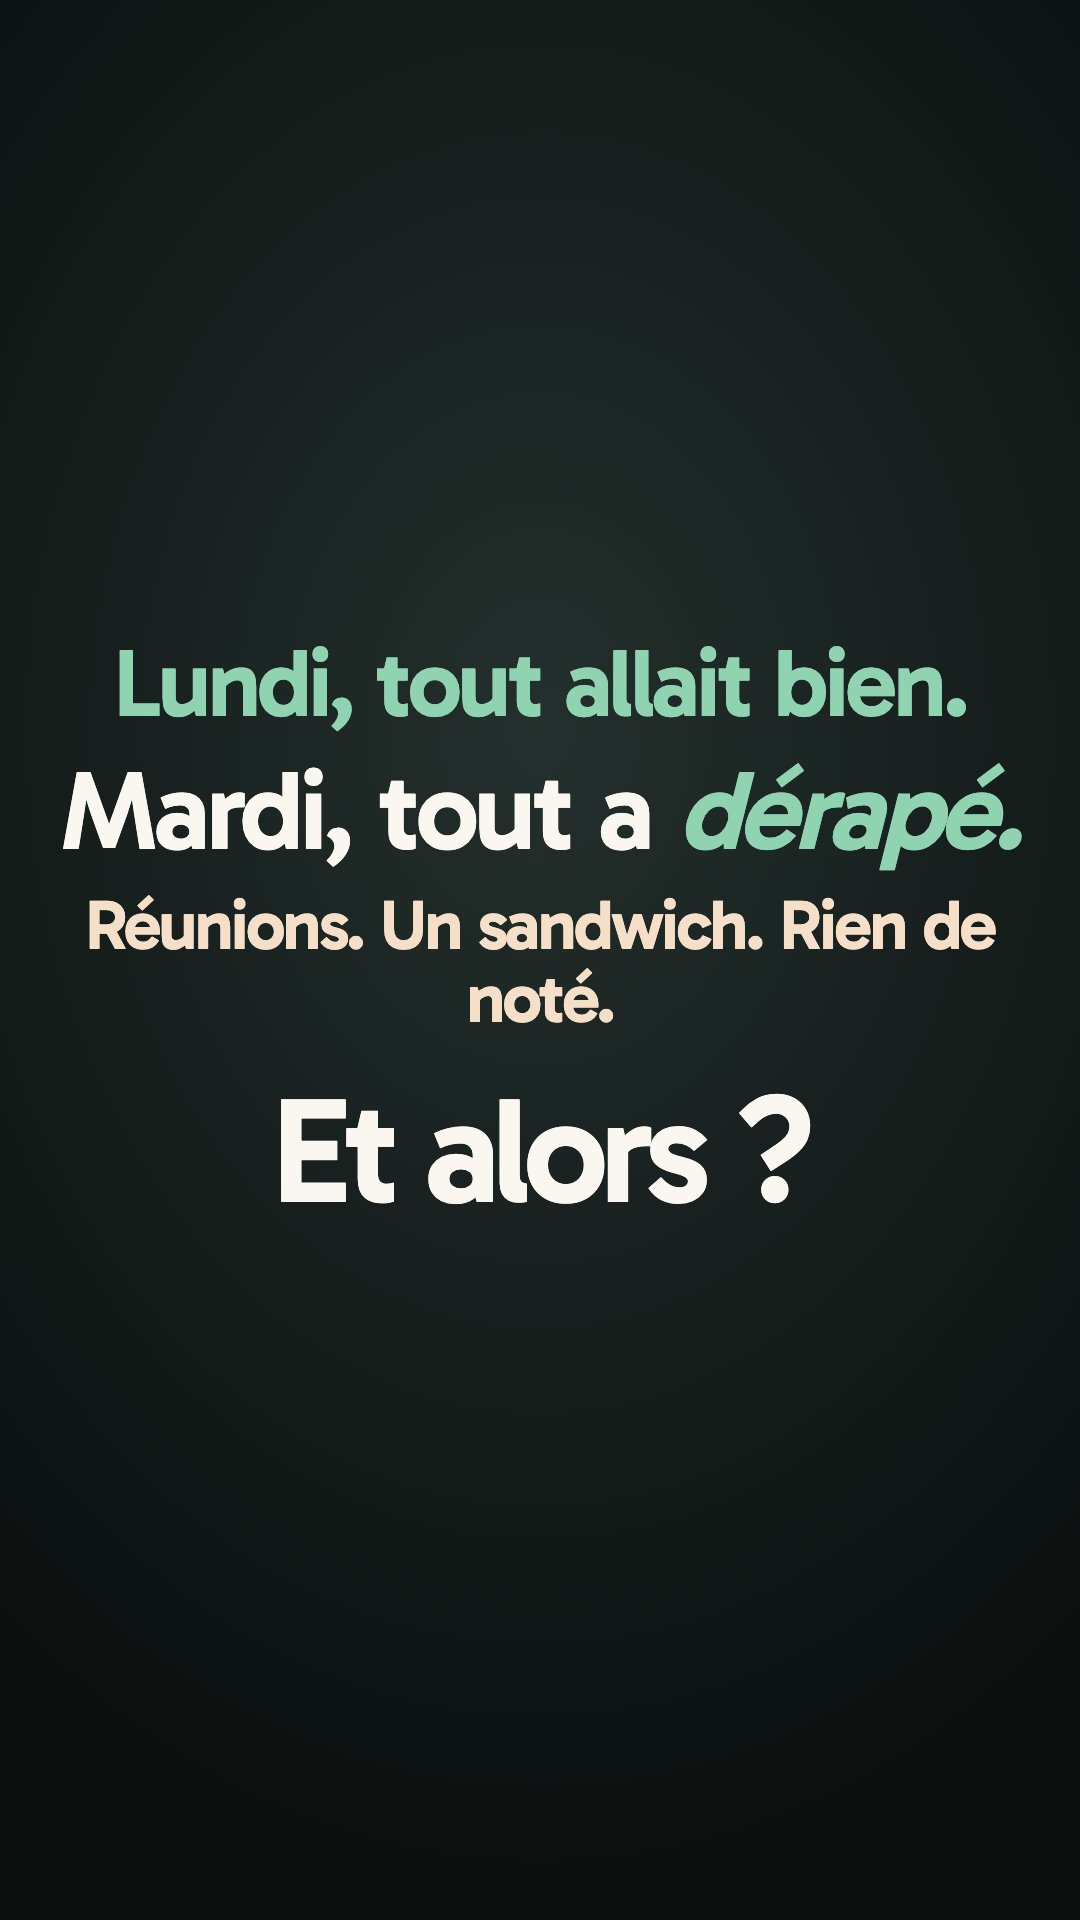 Lundi, tout allait bien.
Mardi, tout a dérapé.
Réunions. Un sandwich. Rien de
noté.
Et alors ?